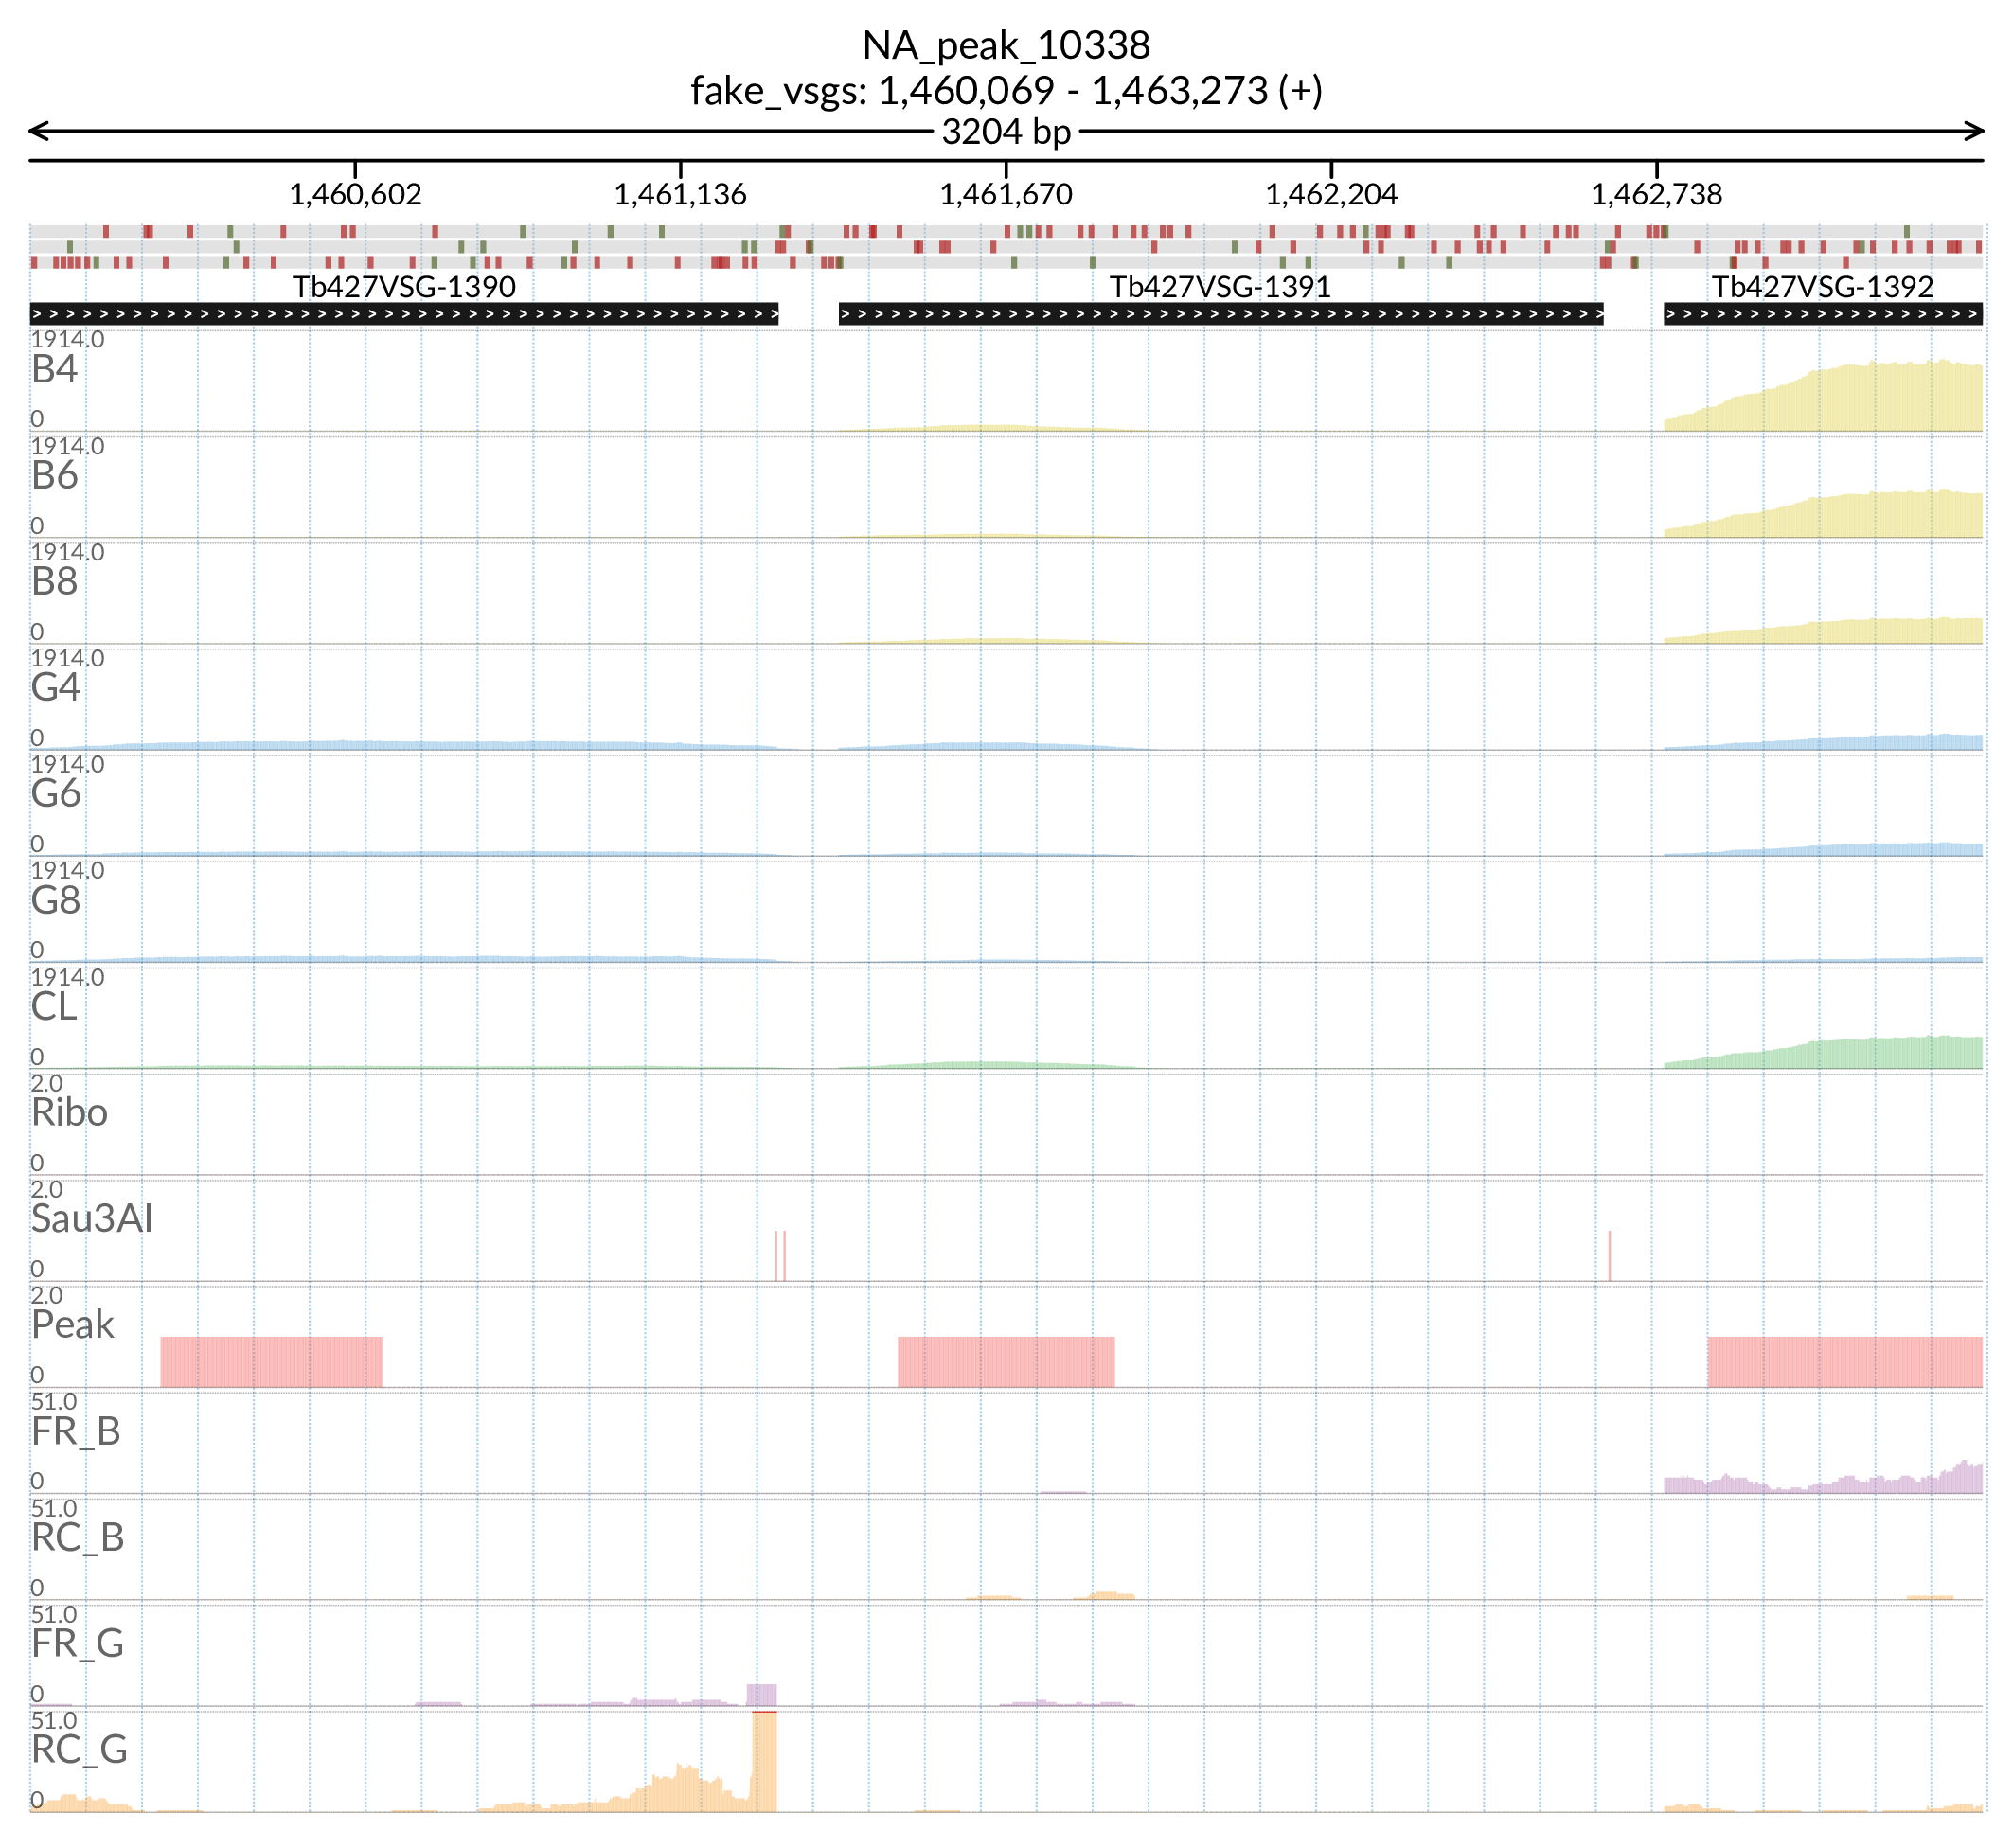 NA_peak_10338
fake_vsgs: 1,460,069 - 1,463,273 (+)
3204 bp
1,460,602 1,461,136 1,461,670 1,462,204 1,462,738
Tb427VSG-1390 Tb427VSG-1391 Tb427VSG-1392
1914.0
B4
0
1914.0
B6
0
1914.0
B8
0
1914.0
G4
0
1914.0
G6
0
1914.0
G8
0
1914.0
CL
0
2.0
Ribo
0
2.0
Sau3AI
0
2.0
Peak
0
51.0
FR_B
0
51.0
RC_B
0
51.0
FR_G
0
51.0
RC_G
0